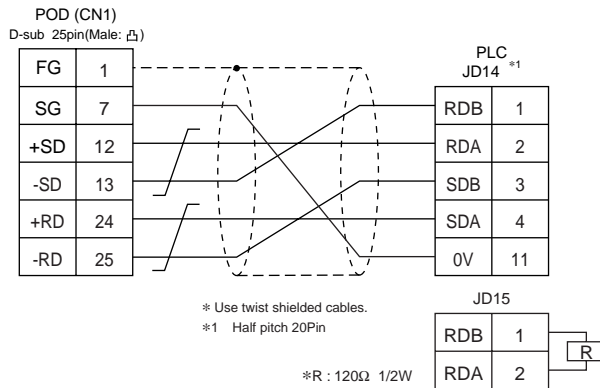 POD (CN1)
D-sub 25pin(Male: 凸)
FG 1
SG 7
+SD 12
-SD 13
+RD 24
-RD 25
PLC
JD14 *1
RDB 1
RDA 2
SDB 3
SDA 4
0V 11
* Use twist shielded cables.
*1 Half pitch 20Pin
JD15
RDB 1
RDA 2
R
*R : 120Ω 1/2W